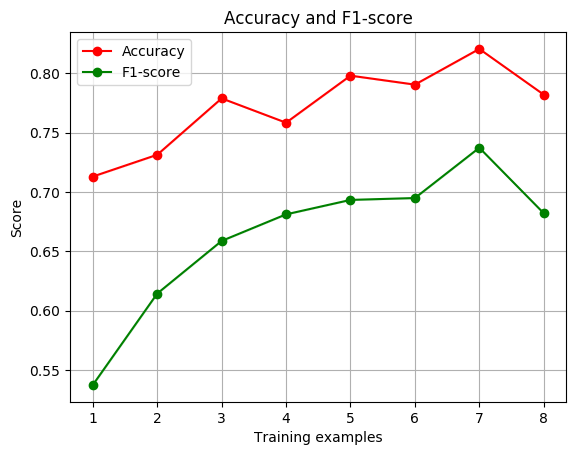 Accuracy and F1-score
Accuracy
F1-score
0.80
0.75
0.70
0.65
0.60
0.55
Score
1 2 3 4 5 6 7 8
Training examples